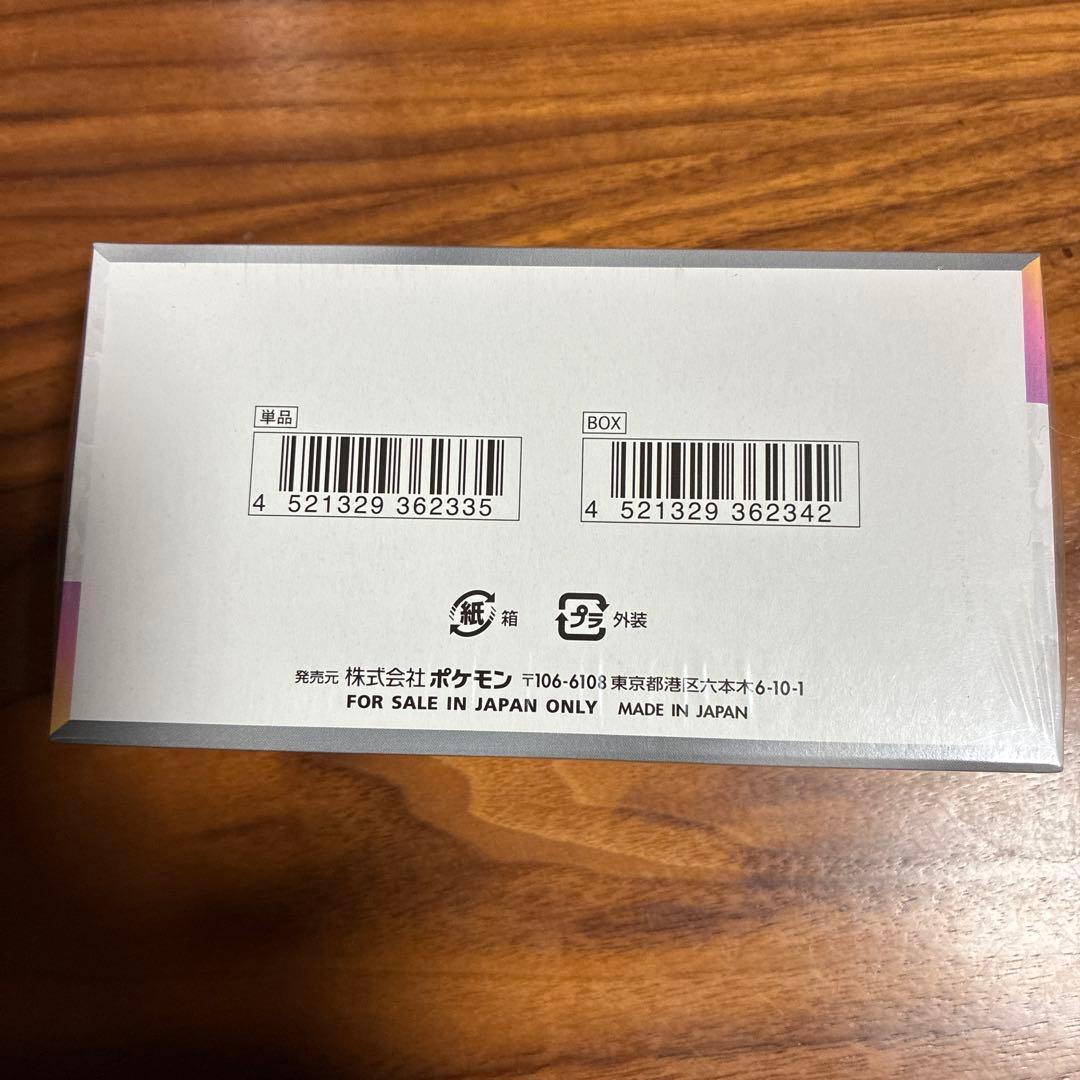 単品
4 521329 362335
BOX
4 521329 362342
紙 箱
プラ 外装
発売元 株式会社 ポケモン 〒106-6108 東京都港区六本木6-10-1
FOR SALE IN JAPAN ONLY MADE IN JAPAN